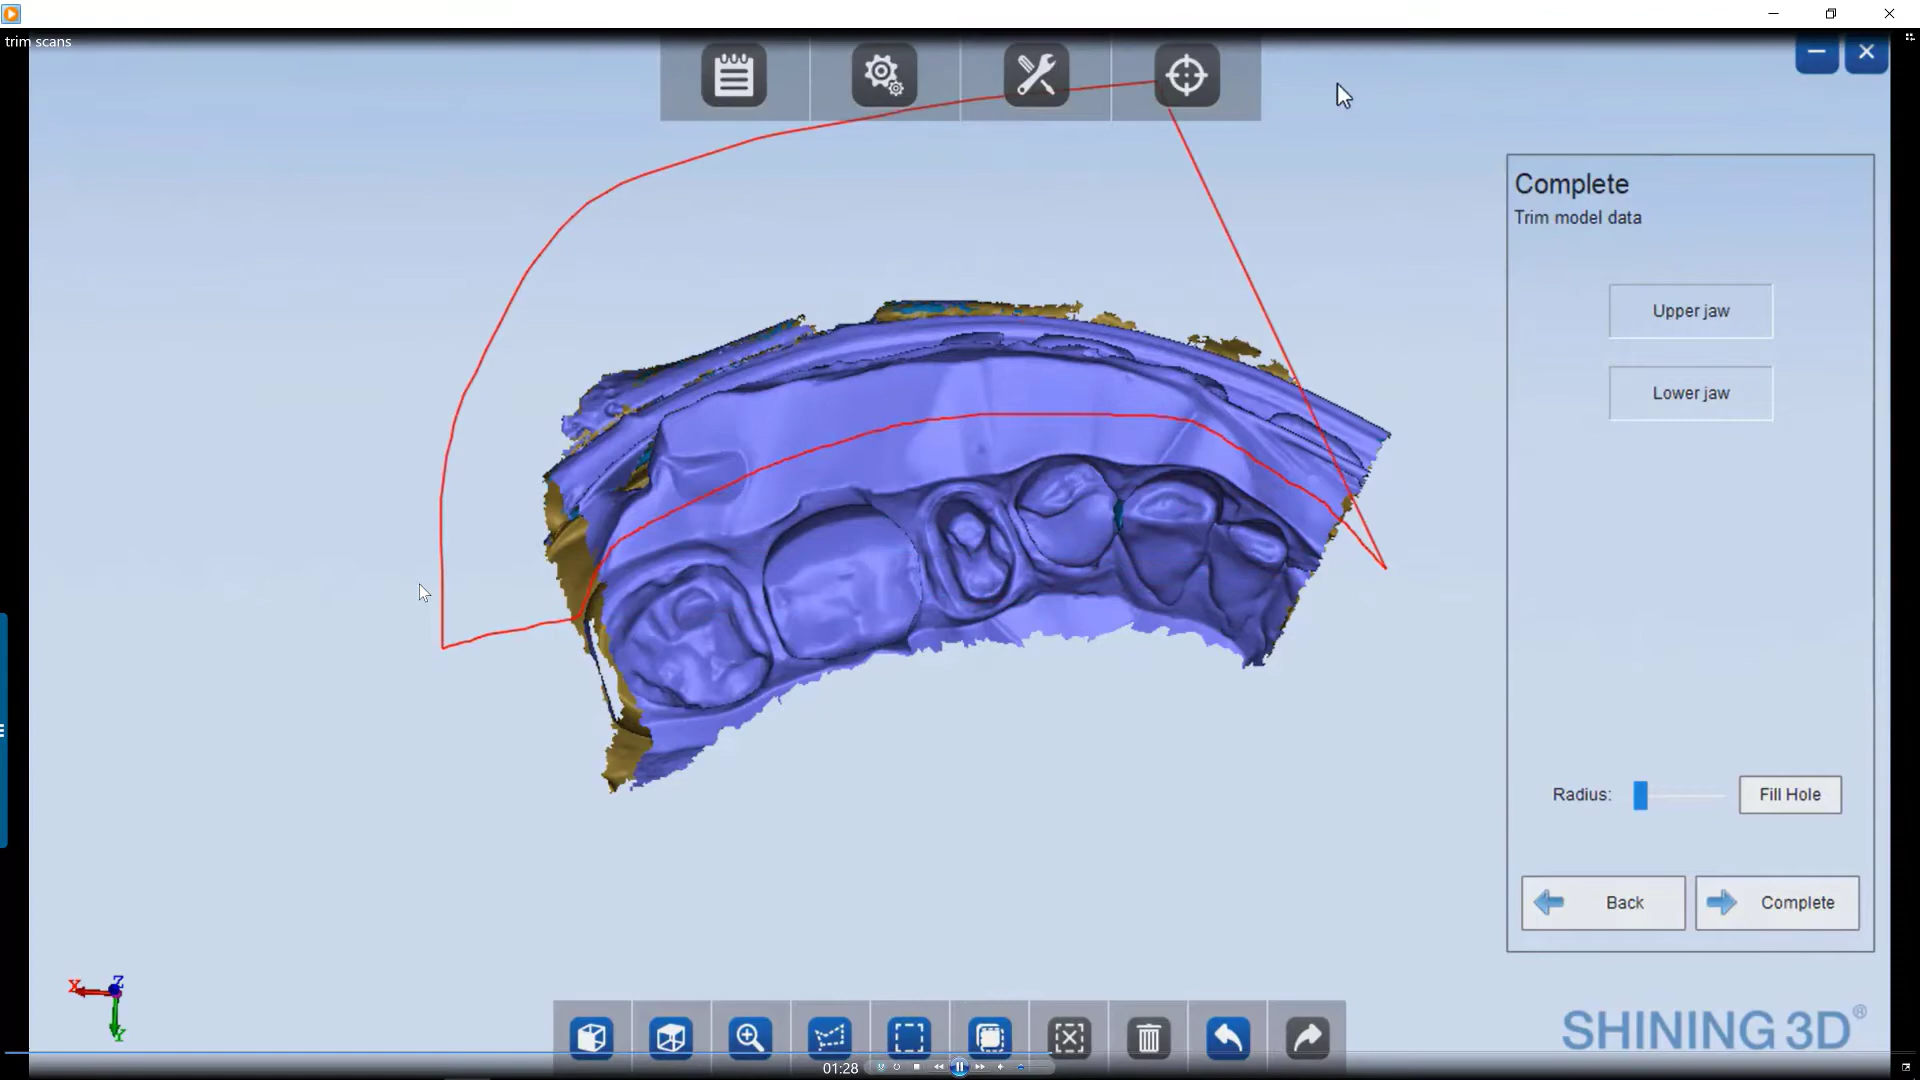 trim scans
Complete
Trim model data
Upper jaw
Lower jaw
Radius:
Fill Hole
Back
Complete
X
Z
Y
SHINING 3D®
01:28